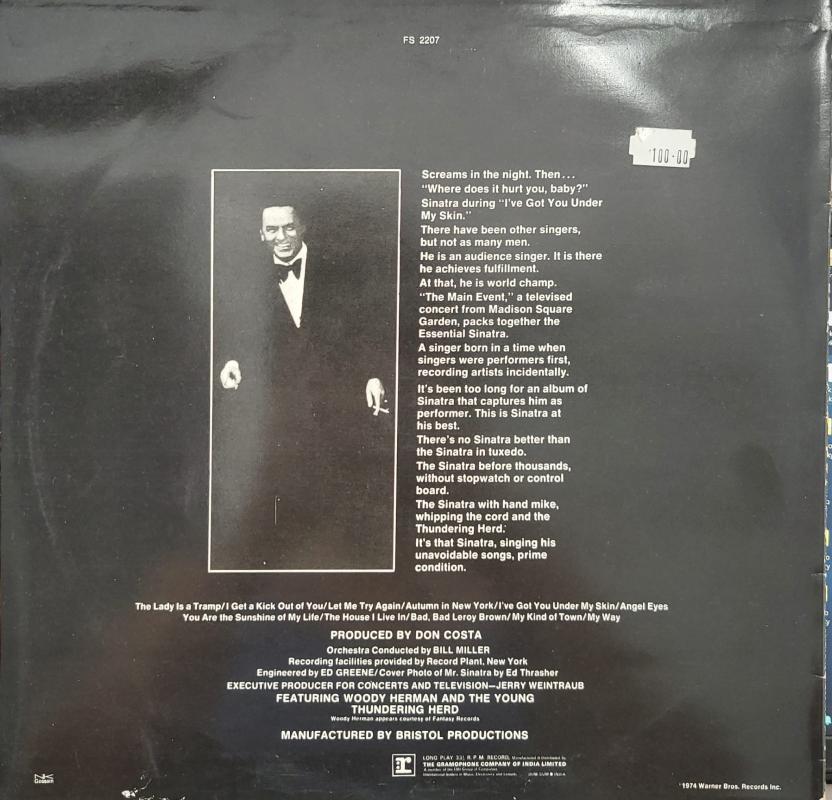 FS 2207
100.00
Screams in the night. Then...
"Where does it hurt you, baby?"
Sinatra during "I've Got You Under
My Skin."
There have been other singers,
but not as many men.
He is an audience singer. It is there
he achieves fulfillment.
At that, he is world champ.
"The Main Event," a televised
concert from Madison Square
Garden, packs together the
Essential Sinatra.
A singer born in a time when
singers were performers first,
recording artists incidentally.
It's been too long for an album of
Sinatra that captures him as
performer. This is Sinatra at
his best.
There's no Sinatra better than
the Sinatra in tuxedo.
The Sinatra before thousands,
without stopwatch or control
board.
The Sinatra with hand mike,
whipping the cord and the
Thundering Herd.
It's that Sinatra, singing his
unavoidable songs, prime
condition.
The Lady Is a Tramp/I Get a Kick Out of You/Let Me Try Again/Autumn in New York/I've Got You Under My Skin/Angel Eyes
You Are the Sunshine of My Life/The House I Live In/Bad, Bad Leroy Brown/My Kind of Town/My Way
PRODUCED BY DON COSTA
Orchestra Conducted by BILL MILLER
Recording facilities provided by Record Plant, New York
Engineered by ED GREENE/Cover Photo of Mr. Sinatra by Ed Thrasher
EXECUTIVE PRODUCER FOR CONCERTS AND TELEVISION—JERRY WEINTRAUB
FEATURING WOODY HERMAN AND THE YOUNG
THUNDERING HERD
Woody Herman appears courtesy of Fantasy Records
MANUFACTURED BY BRISTOL PRODUCTIONS
r
LONG PLAY 33⅓ R. P. M. RECORD, Manufactured & Distributed by
THE GRAMOPHONE COMPANY OF INDIA LIMITED
NK
Gossain
1974 Warner Bros. Records Inc.